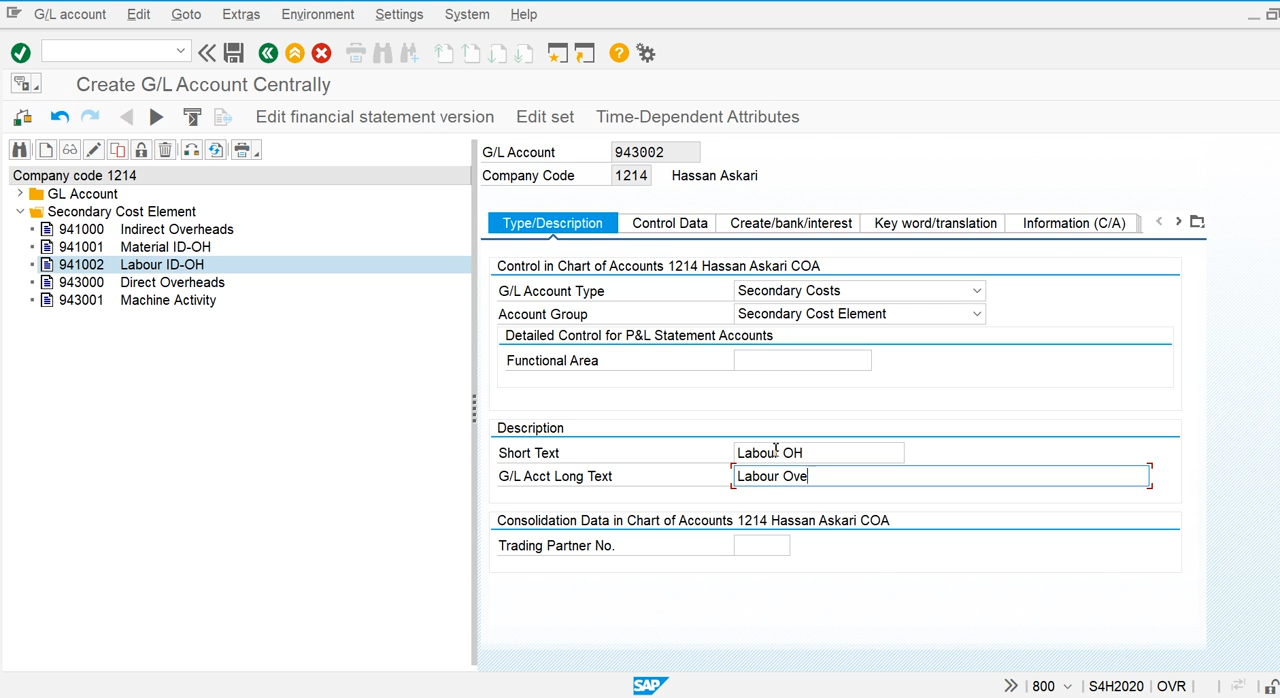 G/L account Edit Goto Extras Environment Settings System Help
Create G/L Account Centrally
Edit financial statement version Edit set Time-Dependent Attributes
Company code 1214
GL Account
Secondary Cost Element
941000 Indirect Overheads
941001 Material ID-OH
941002 Labour ID-OH
943000 Direct Overheads
943001 Machine Activity
G/L Account 943002
Company Code 1214 Hassan Askari
Type/Description Control Data Create/bank/interest Key word/translation Information (C/A)
Control in Chart of Accounts 1214 Hassan Askari COA
G/L Account Type Secondary Costs
Account Group Secondary Cost Element
Detailed Control for P&L Statement Accounts
Functional Area
Description
Short Text Labour OH
G/L Acct Long Text Labour Ove
Consolidation Data in Chart of Accounts 1214 Hassan Askari COA
Trading Partner No.
SAP 800 S4H2020 OVR